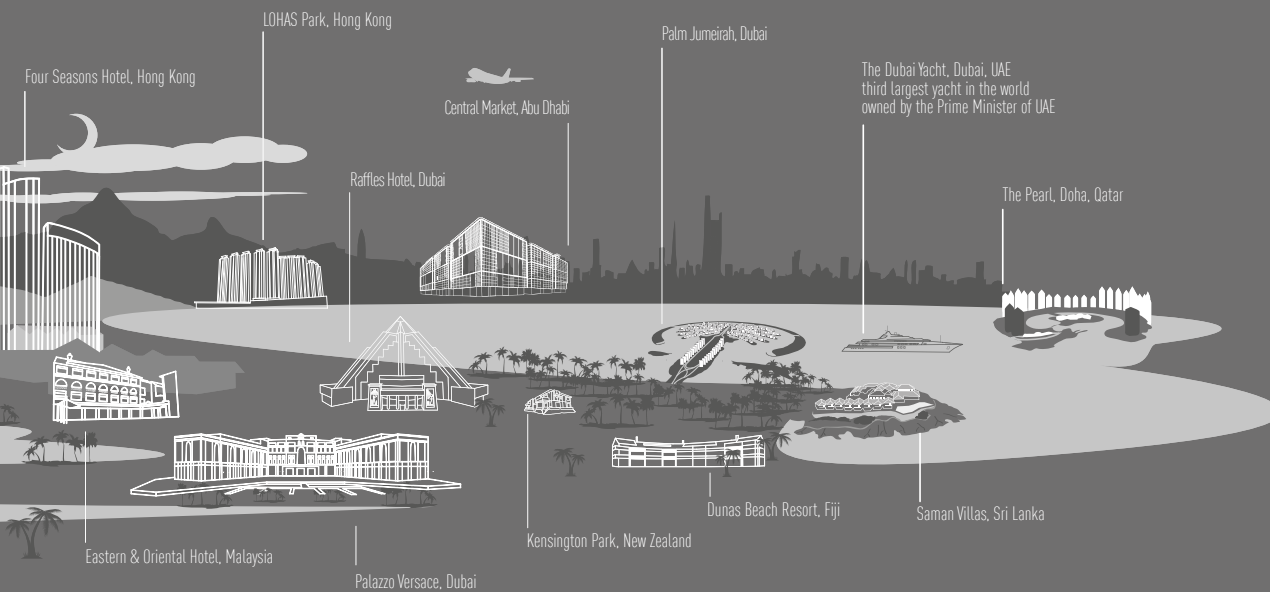 LOHAS Park, Hong Kong
Palm Jumeirah, Dubai
Four Seasons Hotel, Hong Kong
The Dubai Yacht, Dubai, UAE
third largest yacht in the world
owned by the Prime Minister of UAE
Central Market, Abu Dhabi
Raffles Hotel, Dubai
The Pearl, Doha, Qatar
Dunas Beach Resort, Fiji
Saman Villas, Sri Lanka
Kensington Park, New Zealand
Eastern & Oriental Hotel, Malaysia
Palazzo Versace, Dubai